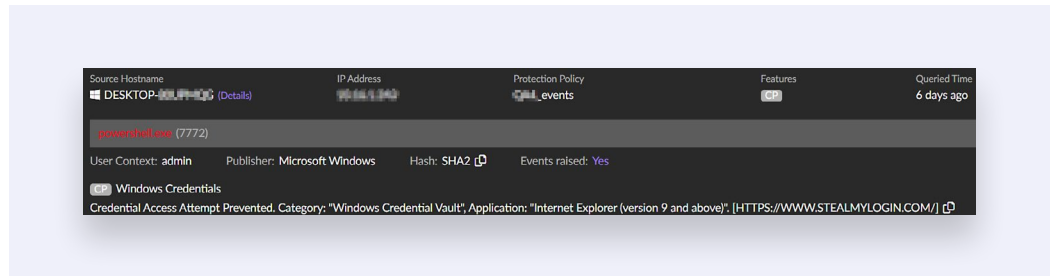 Source Hostname IP Address Protection Policy Features Queried Time
DESKTOP- (Details) _events CP 6 days ago
powershell.exe (7772)
User Context: admin Publisher: Microsoft Windows Hash: SHA2 Events raised: Yes
CP Windows Credentials
Credential Access Attempt Prevented. Category: "Windows Credential Vault", Application: "Internet Explorer (version 9 and above)". [HTTPS://WWW.STEALMYLOGIN.COM/]